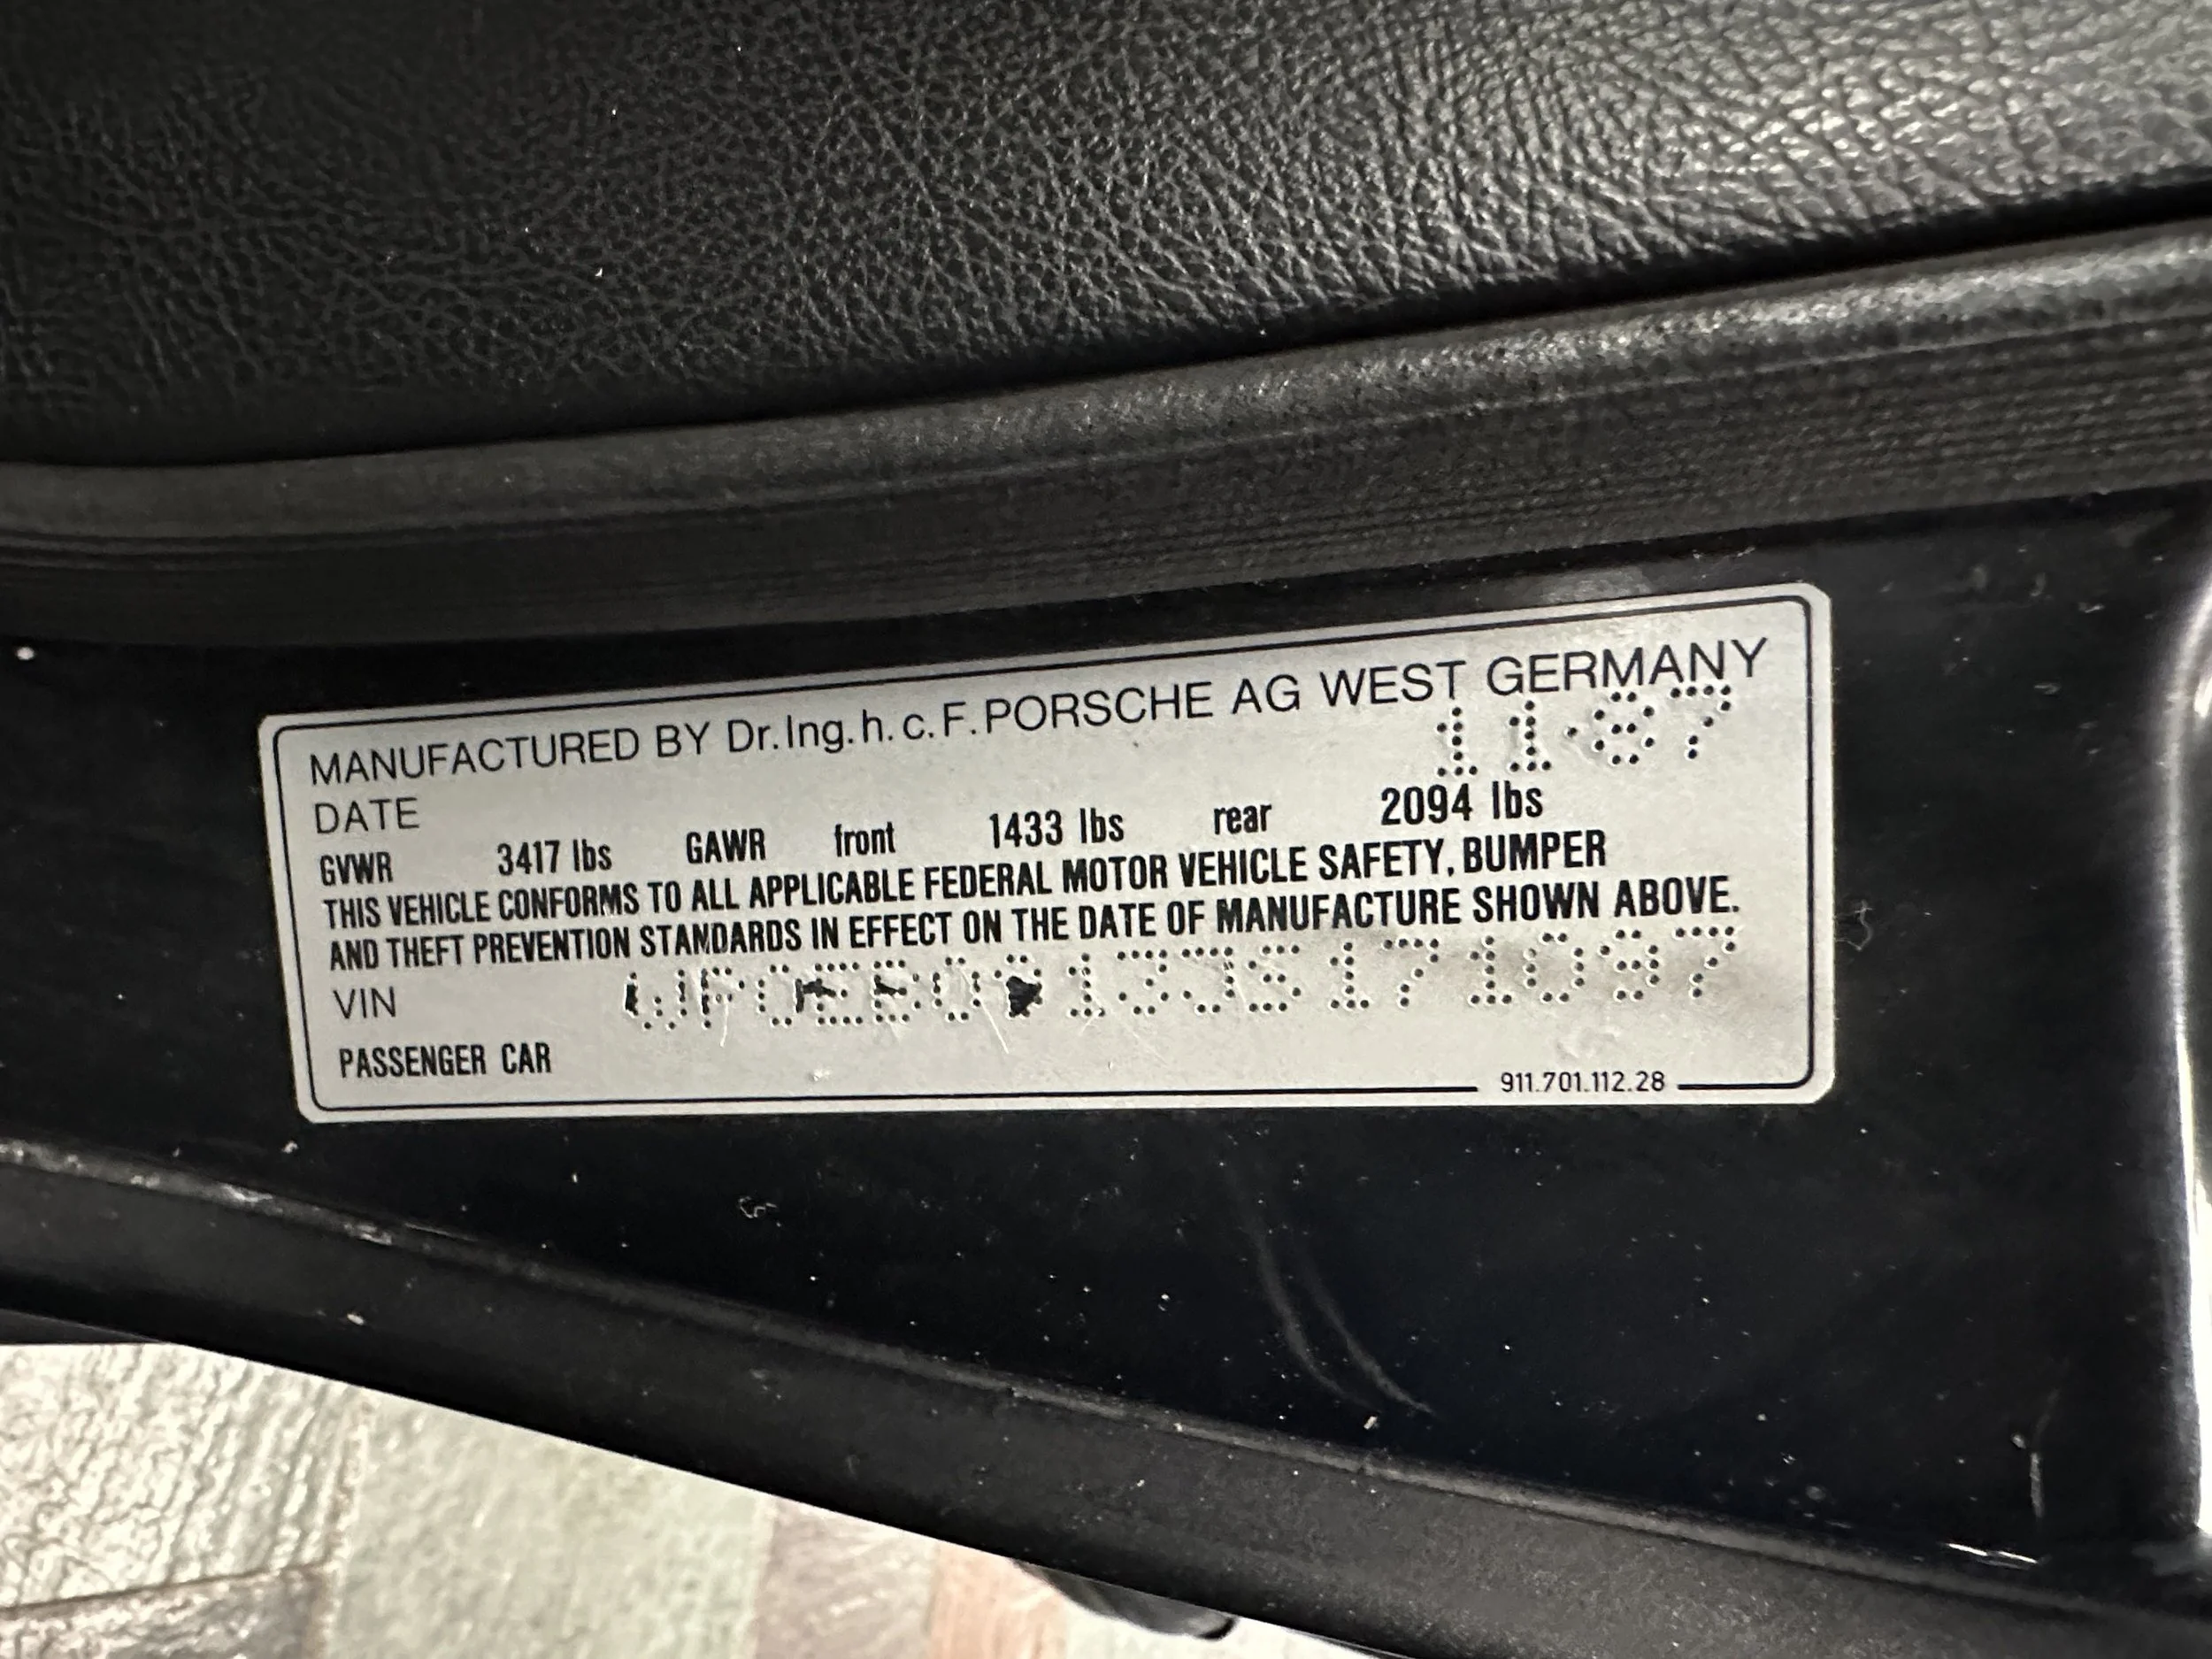 MANUFACTURED BY Dr.Ing.h.c.F.PORSCHE AG WEST GERMANY
DATE 11·87
GVWR 3417 lbs GAWR front 1433 lbs rear 2094 lbs
THIS VEHICLE CONFORMS TO ALL APPLICABLE FEDERAL MOTOR VEHICLE SAFETY, BUMPER
AND THEFT PREVENTION STANDARDS IN EFFECT ON THE DATE OF MANUFACTURE SHOWN ABOVE.
VIN
PASSENGER CAR
911.701.112.28